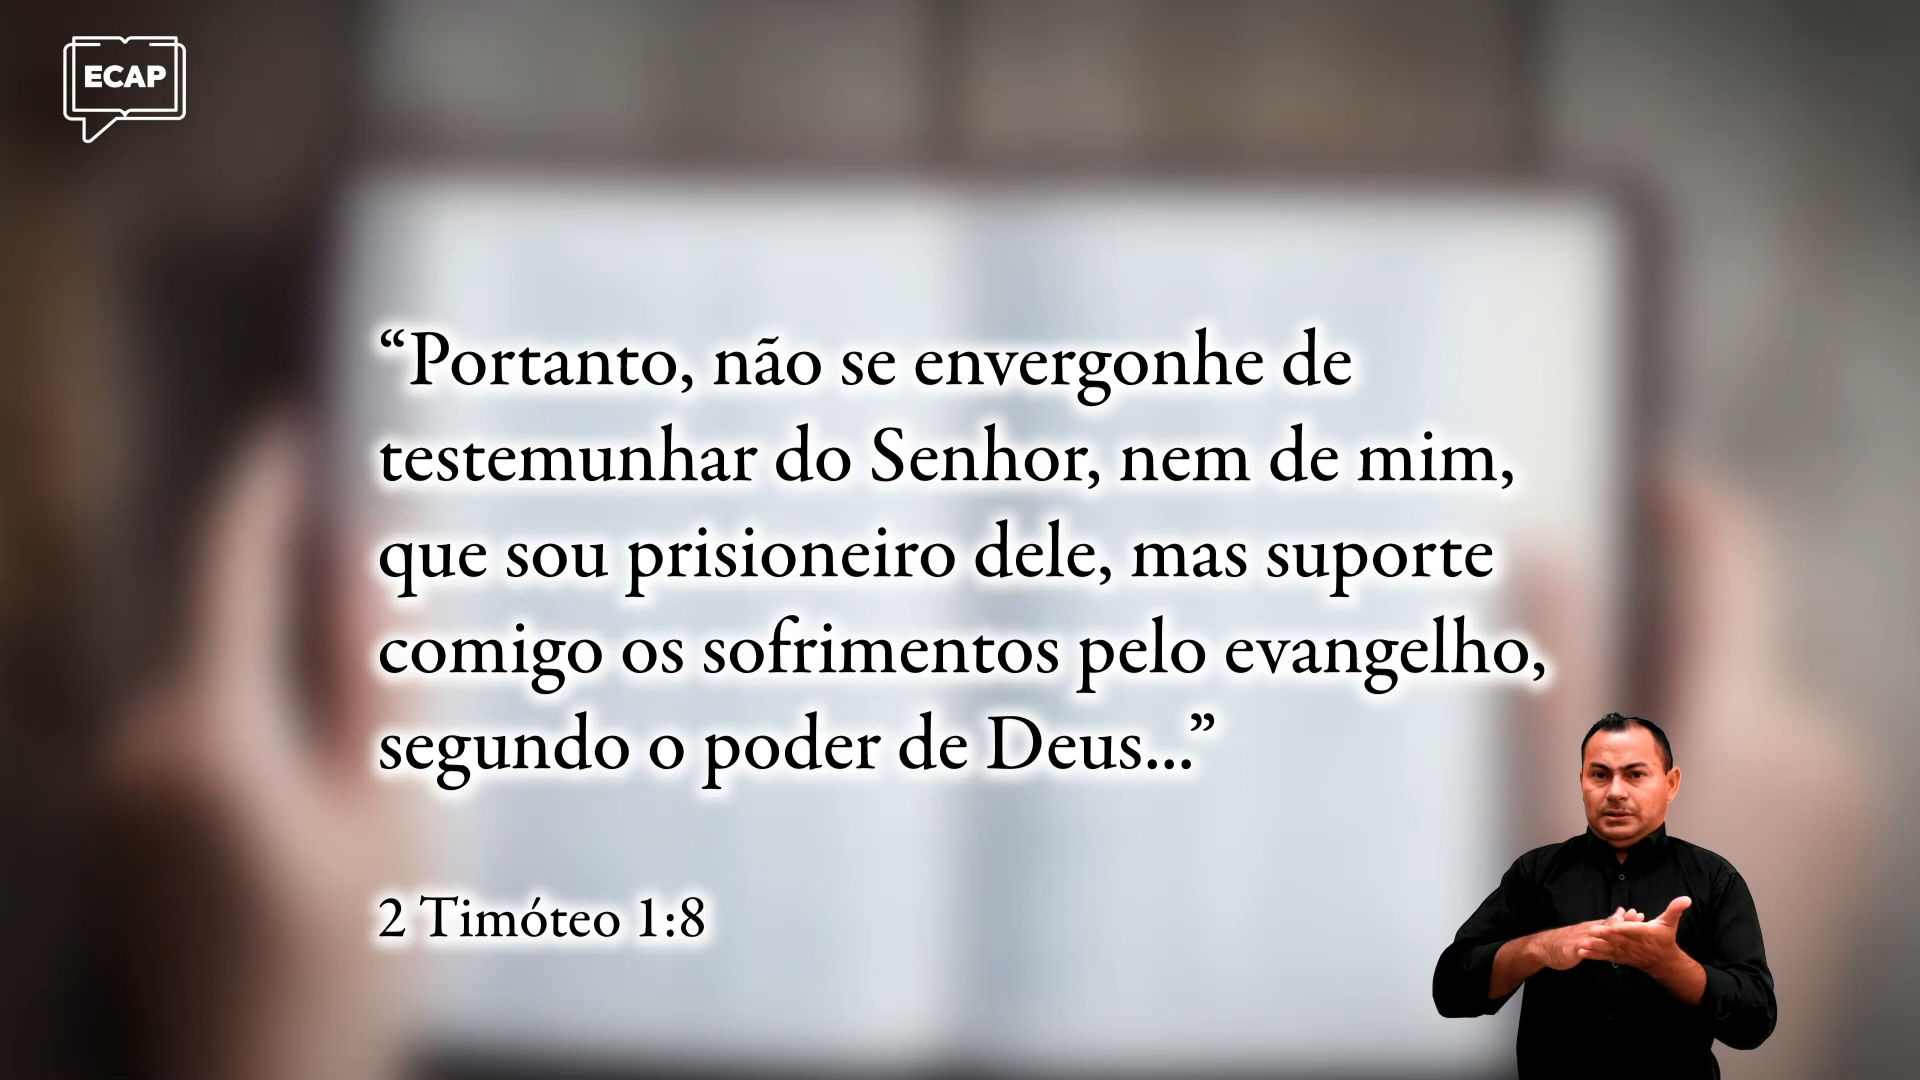 ECAP
“Portanto, não se envergonhe de
testemunhar do Senhor, nem de mim,
que sou prisioneiro dele, mas suporte
comigo os sofrimentos pelo evangelho,
segundo o poder de Deus...”
2 Timóteo 1:8